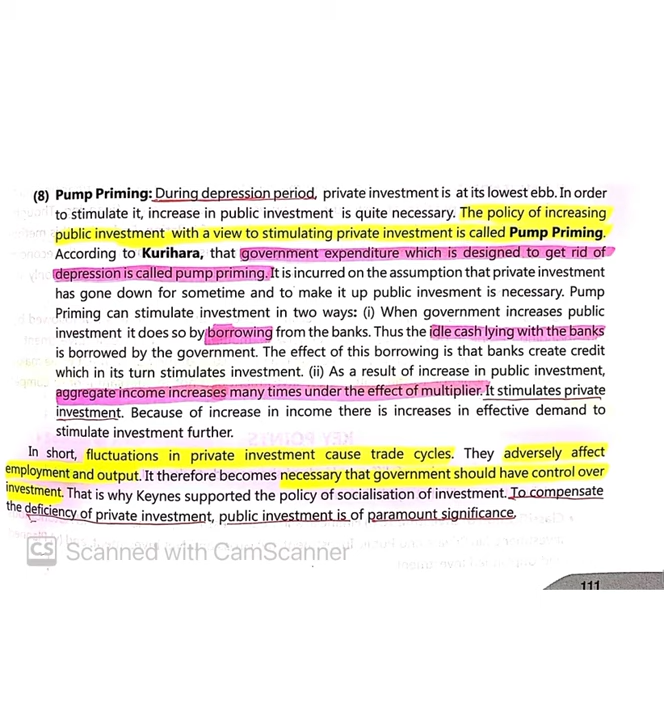 (8) Pump Priming: During depression period, private investment is at its lowest ebb. In order
to stimulate it, increase in public investment is quite necessary. The policy of increasing
public investment with a view to stimulating private investment is called Pump Priming.
According to Kurihara, that government expenditure which is designed to get rid of
depression is called pump priming. It is incurred on the assumption that private investment
has gone down for sometime and to make it up public invesment is necessary. Pump
Priming can stimulate investment in two ways: (i) When government increases public
investment it does so by borrowing from the banks. Thus the idle cash lying with the banks
is borrowed by the government. The effect of this borrowing is that banks create credit
which in its turn stimulates investment. (ii) As a result of increase in public investment,
aggregate income increases many times under the effect of multiplier. It stimulates private
investment. Because of increase in income there is increases in effective demand to
stimulate investment further.
In short, fluctuations in private investment cause trade cycles. They adversely affect
employment and output. It therefore becomes necessary that government should have control over
investment. That is why Keynes supported the policy of socialisation of investment. To compensate
the deficiency of private investment, public investment is of paramount significance.
CS Scanned with CamScanner
111